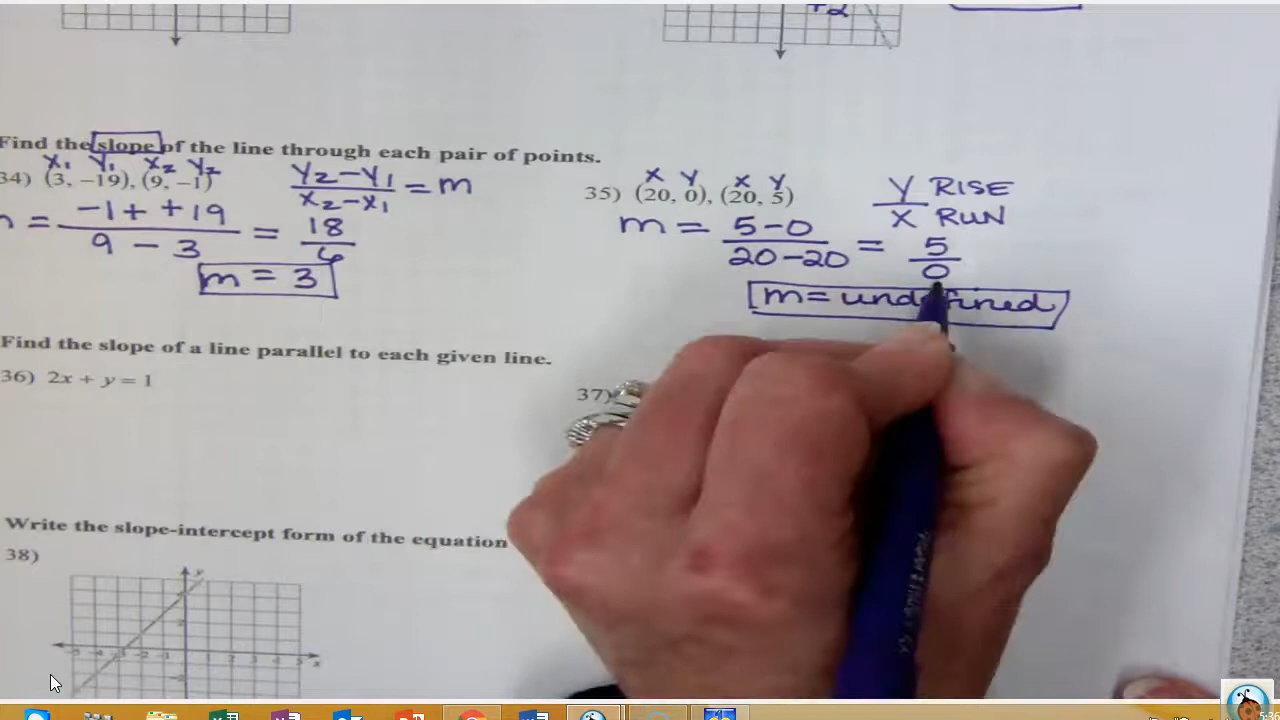 +2
Find the slope of the line through each pair of points.
X1 Y1 X2 Y2
34) (3, −19), (9, −1)
Y2−Y1 / X2−X1 = m
= −1 + +19 / 9 − 3 = 18 / 6
m = 3
X Y X Y
35) (20, 0), (20, 5)
Y RISE
X RUN
m = 5−0 / 20−20 = 5 / 0
Find the slope of a line parallel to each given line.
36) 2x + y = 1
37)
Write the slope-intercept form of the equation
38)
y
x